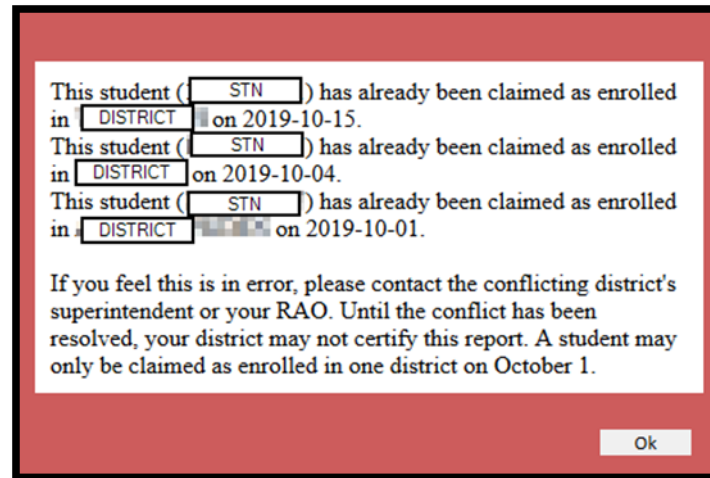 This student ( STN ) has already been claimed as enrolled
in DISTRICT on 2019-10-15.
This student ( STN ) has already been claimed as enrolled
in DISTRICT on 2019-10-04.
This student ( STN ) has already been claimed as enrolled
in DISTRICT on 2019-10-01.
If you feel this is in error, please contact the conflicting district's
superintendent or your RAO. Until the conflict has been
resolved, your district may not certify this report. A student may
only be claimed as enrolled in one district on October 1.
Ok